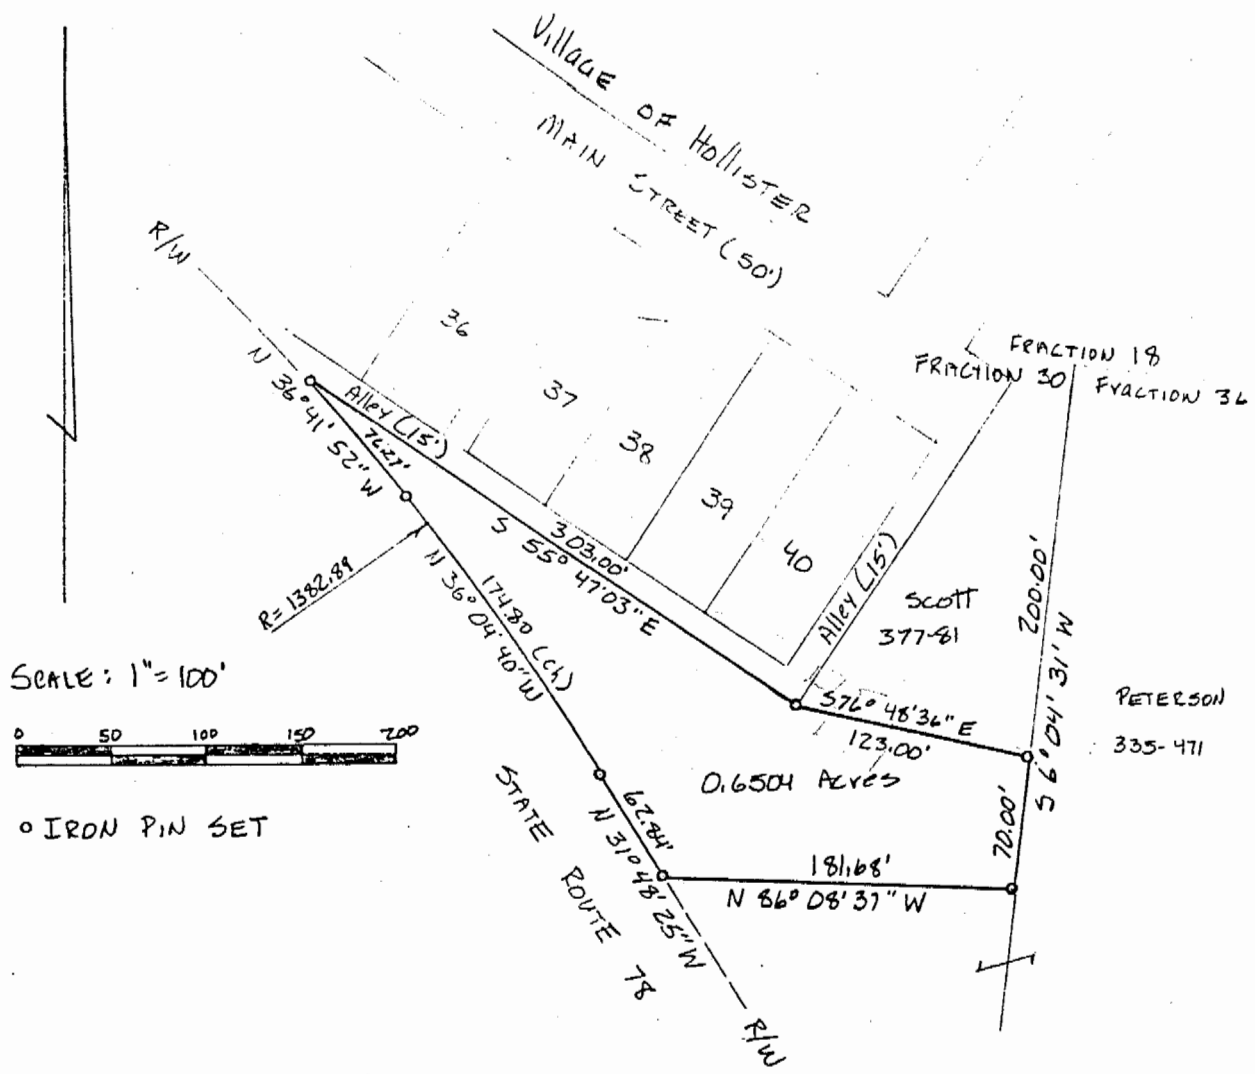 Village OF Hollister
MAIN STREET (50')
R/W
36
37
38
39
40
FRACTION 18
FRACTION 30
FRACTION 36
N 36° 41' 52" W
76.27'
Alley (15')
303.00'
S 55° 47' 03" E
R= 1382.89
174.80 (ch)
N 36° 04' 40" W
Alley (15')
SCOTT
377-81
200.00'
S 6° 04' 31" W
PETERSON
335-471
SCALE: 1"= 100'
0 50 100 150 200
o IRON PIN SET
S76° 48' 36" E
123.00'
0.6504 Acres
70.00'
STATE ROUTE 78
62.84'
N 31° 48' 25" W
181.68'
N 86° 08' 37" W
R/W